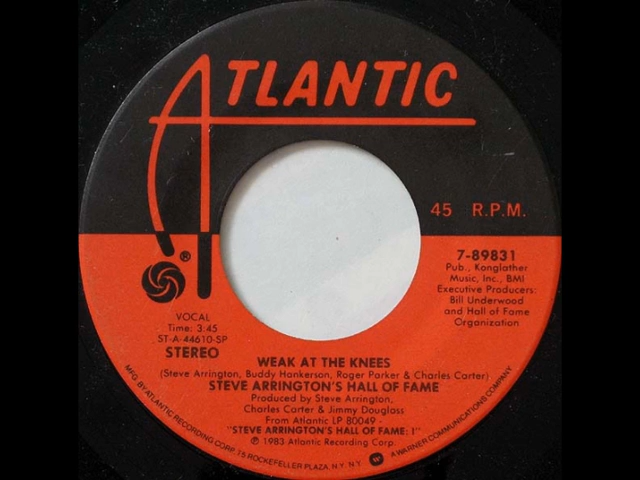 ATLANTIC
45 R.P.M.
®
7-89831
Pub., Konglather
Music, Inc., BMI
Executive Producers:
Bill Underwood
and Hall of Fame
Organization
VOCAL
Time: 3:45
ST-A-44610-SP
STEREO
WEAK AT THE KNEES
(Steve Arrington, Buddy Hankerson, Roger Parker & Charles Carter)
STEVE ARRINGTON'S HALL OF FAME
Produced by Steve Arrington,
Charles Carter & Jimmy Douglass
From Atlantic LP 80049 -
"STEVE ARRINGTON'S HALL OF FAME: I"
℗ 1983 Atlantic Recording Corp.
MFG. BY ATLANTIC RECORDING CORP., 75 ROCKEFELLER PLAZA, N.Y. N.Y. W A WARNER COMMUNICATIONS COMPANY